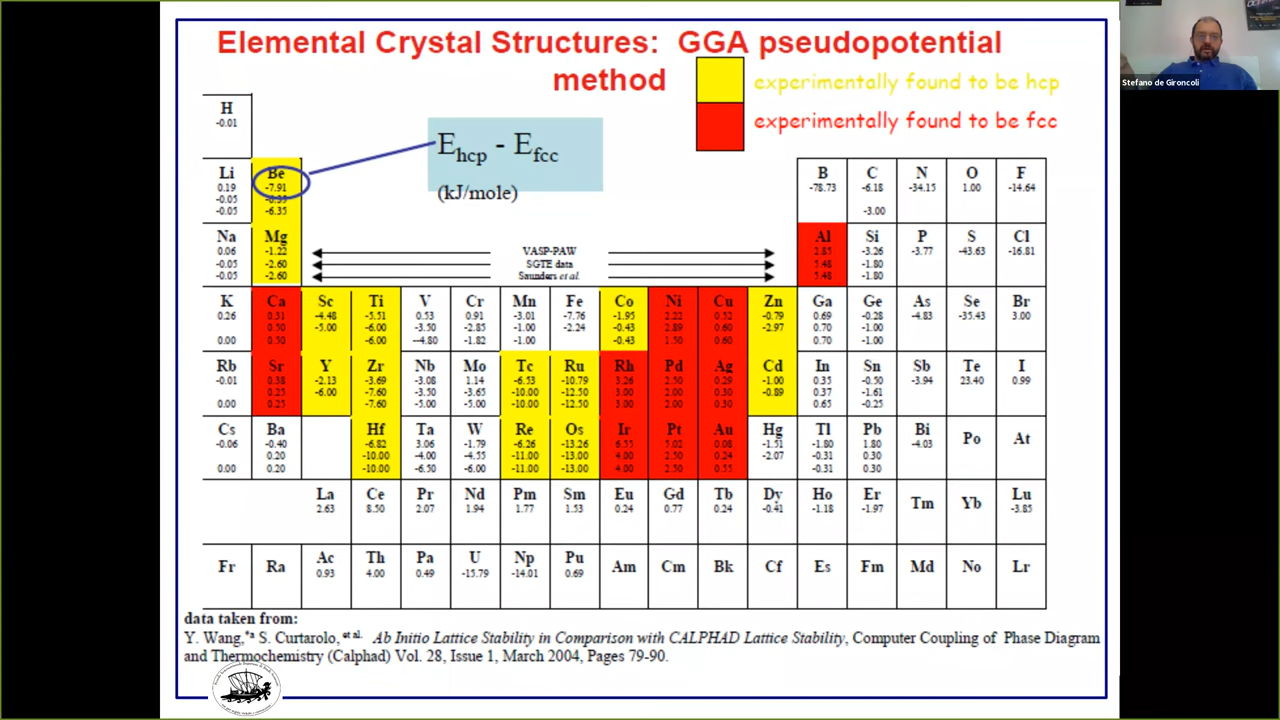 Elemental Crystal Structures: GGA pseudopotential
method
experimentally found to be hcp
experimentally found to be fcc
Stefano de Gironcoli
E hcp - E fcc
(kJ/mole)
H
-0.01
Li Be B C N O F
0.19 -7.91 -78.73 -6.18 -34.15 1.00 -14.64
-0.05
-0.05 -6.35 -3.00
Na Mg Al Si P S Cl
0.06 -1.22 VASP-PAW 2.85 -3.26 -3.77 -43.63 -16.81
-0.05 -2.60 SGTE data 5.48 -1.80
-0.05 -2.60 Saunders et al. 5.48 -1.80
K Ca Sc Ti V Cr Mn Fe Co Ni Cu Zn Ga Ge As Se Br
0.26 0.31 -4.48 -5.51 0.53 0.91 -3.01 -7.76 -1.95 2.22 0.52 -0.79 0.69 -0.28 -4.83 -35.43 3.00
0.50 -5.00 -6.00 -3.50 -2.85 -1.00 -2.24 -0.43 2.89 0.60 -2.97 0.70 -1.00
0.00 0.50 -6.00 --4.80 -1.82 -1.00 -0.43 1.50 0.60 0.70 -1.00
Rb Sr Y Zr Nb Mo Tc Ru Rh Pd Ag Cd In Sn Sb Te I
-0.01 0.38 -2.13 -3.69 -3.08 1.14 -6.53 -10.79 3.26 2.50 0.29 -1.00 0.35 -0.50 -3.94 23.40 0.99
0.25 -6.00 -7.60 -3.50 -3.65 -10.00 -12.50 3.00 2.00 0.30 -0.89 0.37 -1.61
0.00 0.25 -7.60 -5.00 -5.00 -10.00 -12.50 3.00 2.00 0.30 0.65 -0.25
Cs Ba Hf Ta W Re Os Ir Pt Au Hg Tl Pb Bi Po At
-0.06 -0.40 -6.82 3.06 -1.79 -6.26 -13.26 6.55 5.02 0.08 -1.51 -1.80 1.80 -4.03
0.20 -10.00 -4.00 -4.55 -11.00 -13.00 4.00 2.50 0.24 -2.07 -0.31 0.30
0.00 0.20 -10.00 -6.50 -6.00 -11.00 -13.00 4.00 2.50 0.55 -0.31 0.30
La Ce Pr Nd Pm Sm Eu Gd Tb Dy Ho Er Tm Yb Lu
2.63 8.50 2.07 1.94 1.77 1.53 0.24 0.77 0.24 -0.41 -1.18 -1.97 -3.85
Fr Ra Ac Th Pa U Np Pu Am Cm Bk Cf Es Fm Md No Lr
0.93 4.00 0.49 -15.79 -14.01 0.69
data taken from:
Y. Wang,*a S. Curtarolo, et al. Ab Initio Lattice Stability in Comparison with CALPHAD Lattice Stability, Computer Coupling of Phase Diagram
and Thermochemistry (Calphad) Vol. 28, Issue 1, March 2004, Pages 79-90.